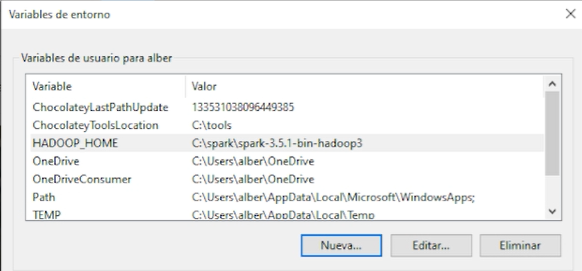 Variables de entorno
Variables de usuario para alber
Variable Valor
ChocolateyLastPathUpdate 133531038096449385
ChocolateyToolsLocation C:\tools
HADOOP_HOME C:\spark\spark-3.5.1-bin-hadoop3
OneDrive C:\Users\alber\OneDrive
OneDriveConsumer C:\Users\alber\OneDrive
Path C:\Users\alber\AppData\Local\Microsoft\WindowsApps;
TEMP C:\Users\alber\AppData\Local\Temp
Nueva... Editar... Eliminar